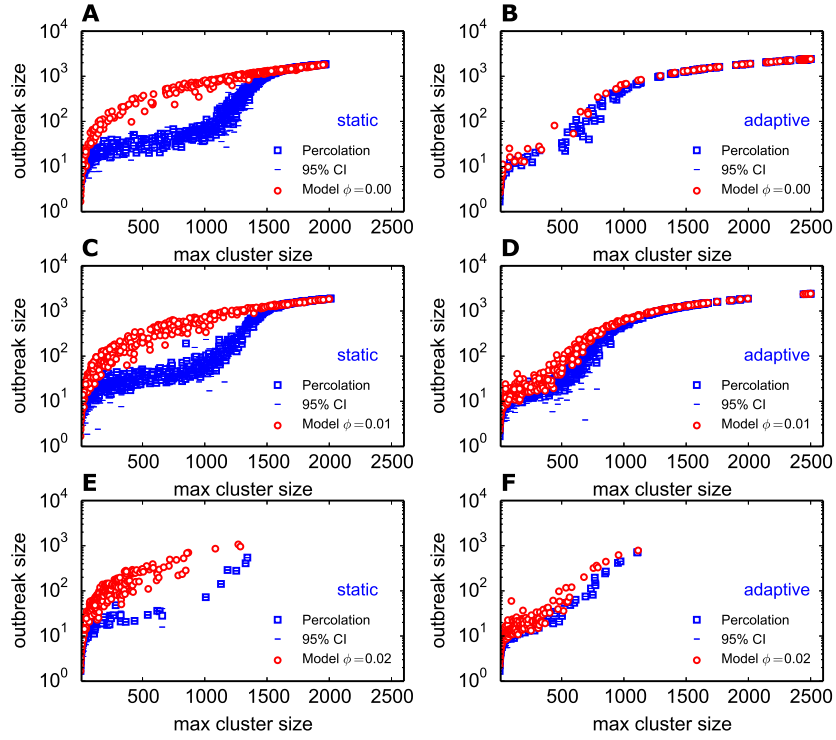 A
10⁴
10³
10²
10¹
10⁰
outbreak size
static
Percolation
95% CI
Model ϕ=0.00
500 1000 1500 2000 2500
max cluster size
B
10⁴
10³
10²
10¹
10⁰
outbreak size
adaptive
Percolation
95% CI
Model ϕ=0.00
500 1000 1500 2000 2500
max cluster size
C
10⁴
10³
10²
10¹
10⁰
outbreak size
static
Percolation
95% CI
Model ϕ=0.01
500 1000 1500 2000 2500
max cluster size
D
10⁴
10³
10²
10¹
10⁰
outbreak size
adaptive
Percolation
95% CI
Model ϕ=0.01
500 1000 1500 2000 2500
max cluster size
E
10⁴
10³
10²
10¹
10⁰
outbreak size
static
Percolation
95% CI
Model ϕ=0.02
500 1000 1500 2000 2500
max cluster size
F
10⁴
10³
10²
10¹
10⁰
outbreak size
adaptive
Percolation
95% CI
Model ϕ=0.02
500 1000 1500 2000 2500
max cluster size